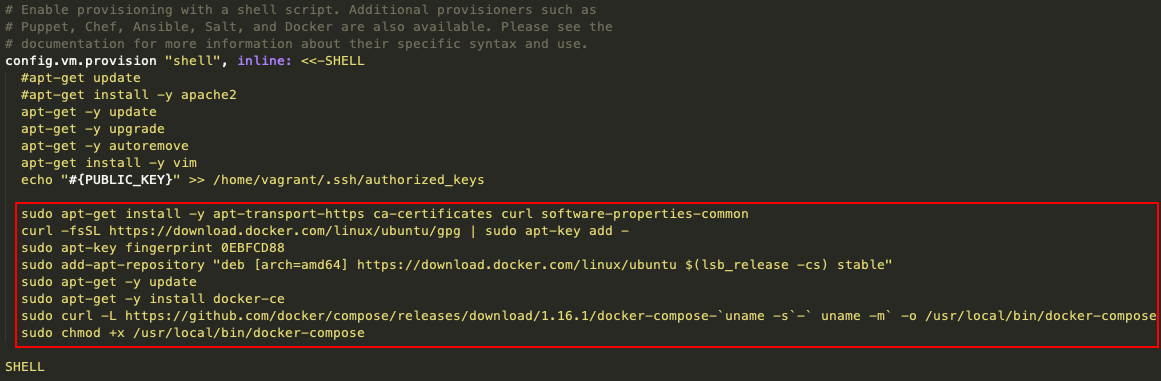 # Enable provisioning with a shell script. Additional provisioners such as
# Puppet, Chef, Ansible, Salt, and Docker are also available. Please see the
# documentation for more information about their specific syntax and use.
config.vm.provision "shell", inline: <<-SHELL
#apt-get update
#apt-get install -y apache2
apt-get -y update
apt-get -y upgrade
apt-get -y autoremove
apt-get install -y vim
echo "#{PUBLIC_KEY}" >> /home/vagrant/.ssh/authorized_keys
sudo apt-get install -y apt-transport-https ca-certificates curl software-properties-common
curl -fsSL https://download.docker.com/linux/ubuntu/gpg | sudo apt-key add -
sudo apt-key fingerprint 0EBFCD88
sudo add-apt-repository "deb [arch=amd64] https://download.docker.com/linux/ubuntu $(lsb_release -cs) stable"
sudo apt-get -y update
sudo apt-get -y install docker-ce
sudo curl -L https://github.com/docker/compose/releases/download/1.16.1/docker-compose-`uname -s`-` uname -m` -o /usr/local/bin/docker-compose
sudo chmod +x /usr/local/bin/docker-compose
SHELL